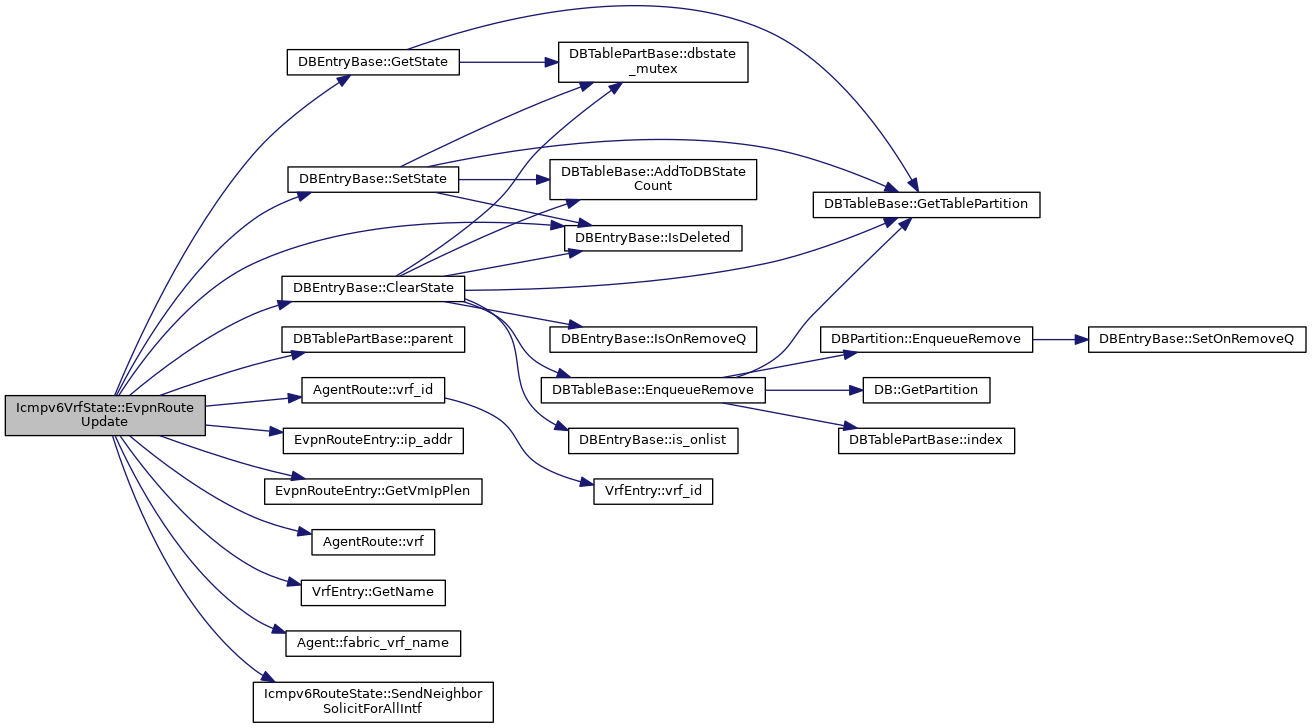 DBEntryBase::GetState
DBTablePartBase::dbstate
_mutex
DBEntryBase::SetState
DBTableBase::AddToDBState
Count
DBTableBase::GetTablePartition
DBEntryBase::IsDeleted
DBEntryBase::ClearState
DBTablePartBase::parent
DBEntryBase::IsOnRemoveQ
DBPartition::EnqueueRemove
DBEntryBase::SetOnRemoveQ
AgentRoute::vrf_id
DBTableBase::EnqueueRemove
DB::GetPartition
Icmpv6VrfState::EvpnRoute
Update
EvpnRouteEntry::ip_addr
DBEntryBase::is_onlist
DBTablePartBase::index
EvpnRouteEntry::GetVmIpPlen
VrfEntry::vrf_id
AgentRoute::vrf
VrfEntry::GetName
Agent::fabric_vrf_name
Icmpv6RouteState::SendNeighbor
SolicitForAllIntf